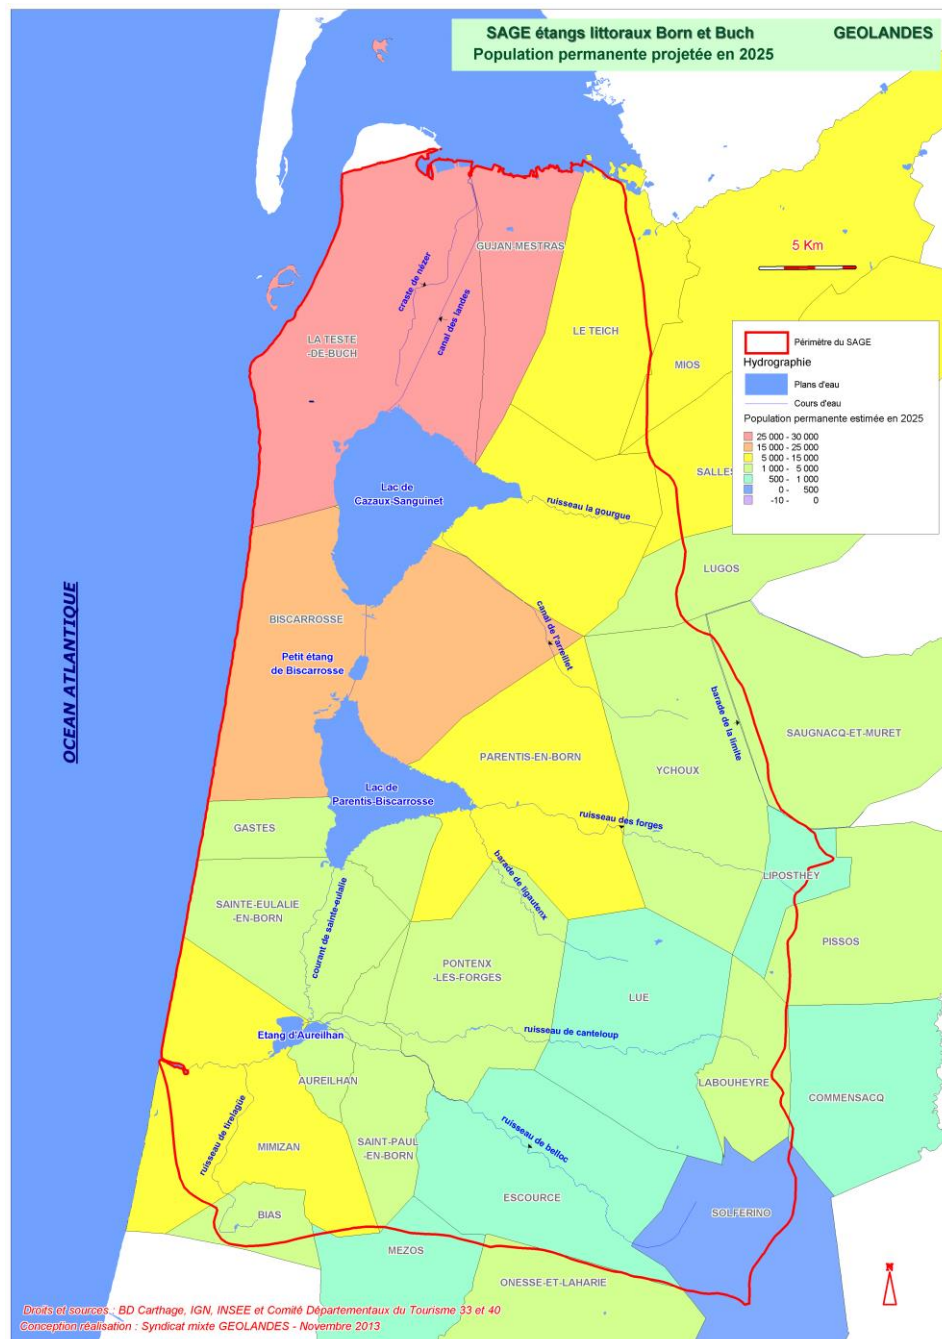 SAGE étangs littoraux Born et Buch
GEOLANDES
Population permanente projetée en 2025
5 Km
Périmètre du SAGE
Hydrographie
Plans d'eau
Cours d'eau
Population permanente estimée en 2025
25 000 - 30 000
15 000 - 25 000
5 000 - 15 000
1 000 - 5 000
500 - 1 000
0 - 500
-10 - 0
GUJAN-MESTRAS
craste de nézer
canal des landes
LE TEICH
LA TESTE
-DE-BUCH
MIOS
SALLES
Lac de
Cazaux-Sanguinet
ruisseau la gourgue
LUGOS
OCEAN ATLANTIQUE
BISCARROSSE
canal de l'arreillet
Petit étang
de Biscarrosse
barade de la limite
SAUGNACQ-ET-MURET
PARENTIS-EN-BORN
YCHOUX
Lac de
Parentis-Biscarrosse
ruisseau des forges
GASTES
barade de ligautenx
LIPOSTHEY
SAINTE-EULALIE
-EN-BORN
courant de sainte-eulalie
PISSOS
PONTENX
-LES-FORGES
LUE
Etang d'Aureilhan
ruisseau de canteloup
AUREILHAN
LABOUHEYRE
COMMENSACQ
ruisseau de tirelagüe
MIMIZAN
SAINT-PAUL
-EN-BORN
ruisseau de belloc
ESCOURCE
BIAS
SOLFERINO
MEZOS
ONESSE-ET-LAHARIE
N
Droits et sources : BD Carthage, IGN, INSEE et Comité Départementaux du Tourisme 33 et 40
Conception réalisation : Syndicat mixte GEOLANDES - Novembre 2013